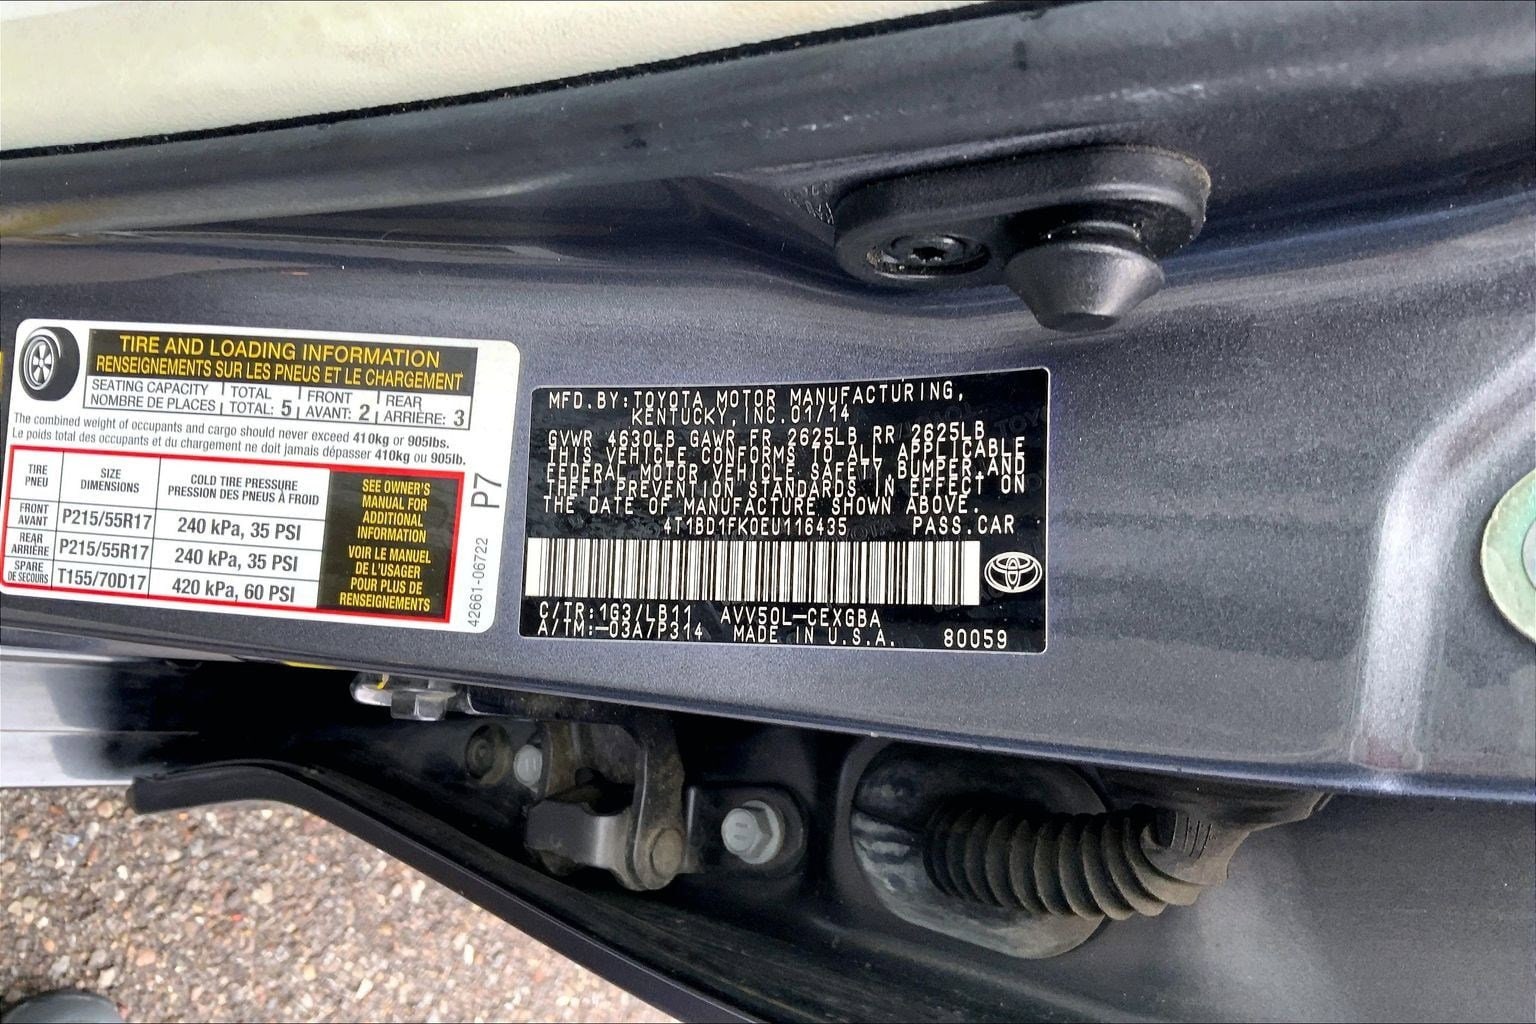 TIRE AND LOADING INFORMATION
RENSEIGNEMENTS SUR LES PNEUS ET LE CHARGEMENT
SEATING CAPACITY TOTAL FRONT REAR
NOMBRE DE PLACES TOTAL: 5 AVANT: 2 ARRIÈRE: 3
The combined weight of occupants and cargo should never exceed 410kg or 905lbs.
Le poids total des occupants et du chargement ne doit jamais dépasser 410kg ou 905lb.
TIRE SIZE COLD TIRE PRESSURE
PNEU DIMENSIONS PRESSION DES PNEUS À FROID
FRONT
AVANT P215/55R17 240 kPa, 35 PSI
REAR
ARRIÈRE P215/55R17 240 kPa, 35 PSI
SPARE
DE SECOURS T155/70D17 420 kPa, 60 PSI
SEE OWNER'S
MANUAL FOR
ADDITIONAL
INFORMATION
VOIR LE MANUEL
DE L'USAGER
POUR PLUS DE
RENSEIGNEMENTS
P7
42661-06722
MFD.BY:TOYOTA MOTOR MANUFACTURING,
KENTUCKY,INC.01/14
GVWR 4630LB GAWR FR 2625LB RR 2625LB
THIS VEHICLE CONFORMS TO ALL APPLICABLE
FEDERAL MOTOR VEHICLE SAFETY,BUMPER,AND
THEFT PREVENTION STANDARDS IN EFFECT ON
THE DATE OF MANUFACTURE SHOWN ABOVE.
4T1BD1FK0EU116435 PASS.CAR
C/TR:1G3/LB11 AVV50L-CEXGBA
A/TM:-03A7P314 MADE IN U.S.A. 80059